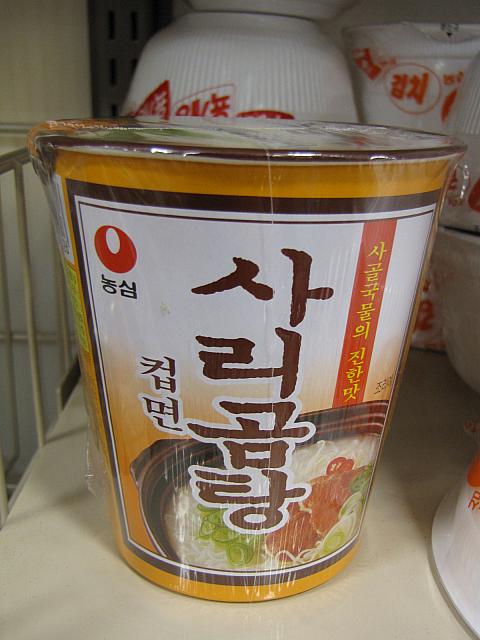 김치
농심
사리곰탕
컵면
사골국물의 진한맛